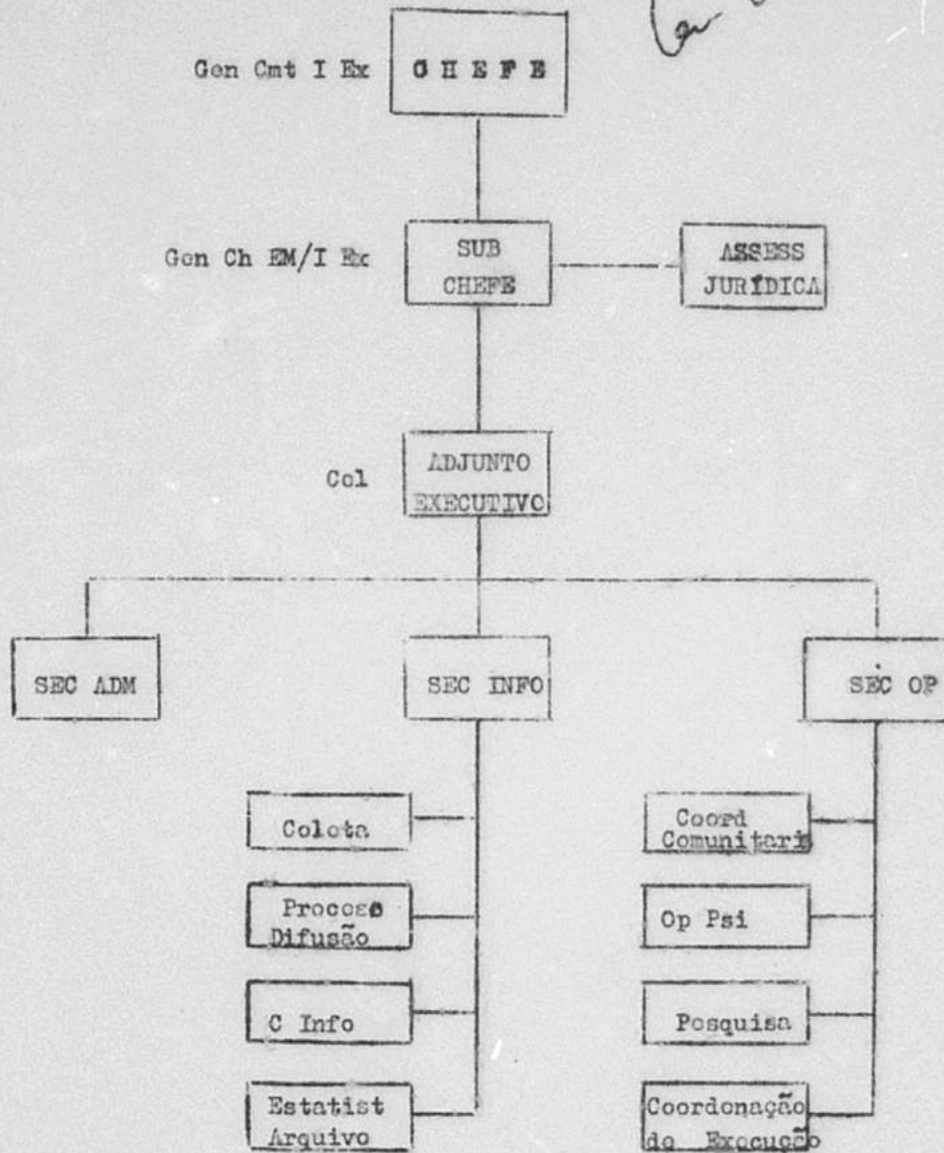 Gen Cmt I Ex
CHEFE
Gen Ch EM/I Ex
SUB
CHEFE
ASSESS
JURÍDICA
Col
ADJUNTO
EXECUTIVO
SEC ADM
SEC INFO
SEC OP
Coleta
Process
Difusão
C Info
Estatist
Arquivo
Coord
Comunitaria
Op Psi
Pesquisa
Coordenação
de Execução